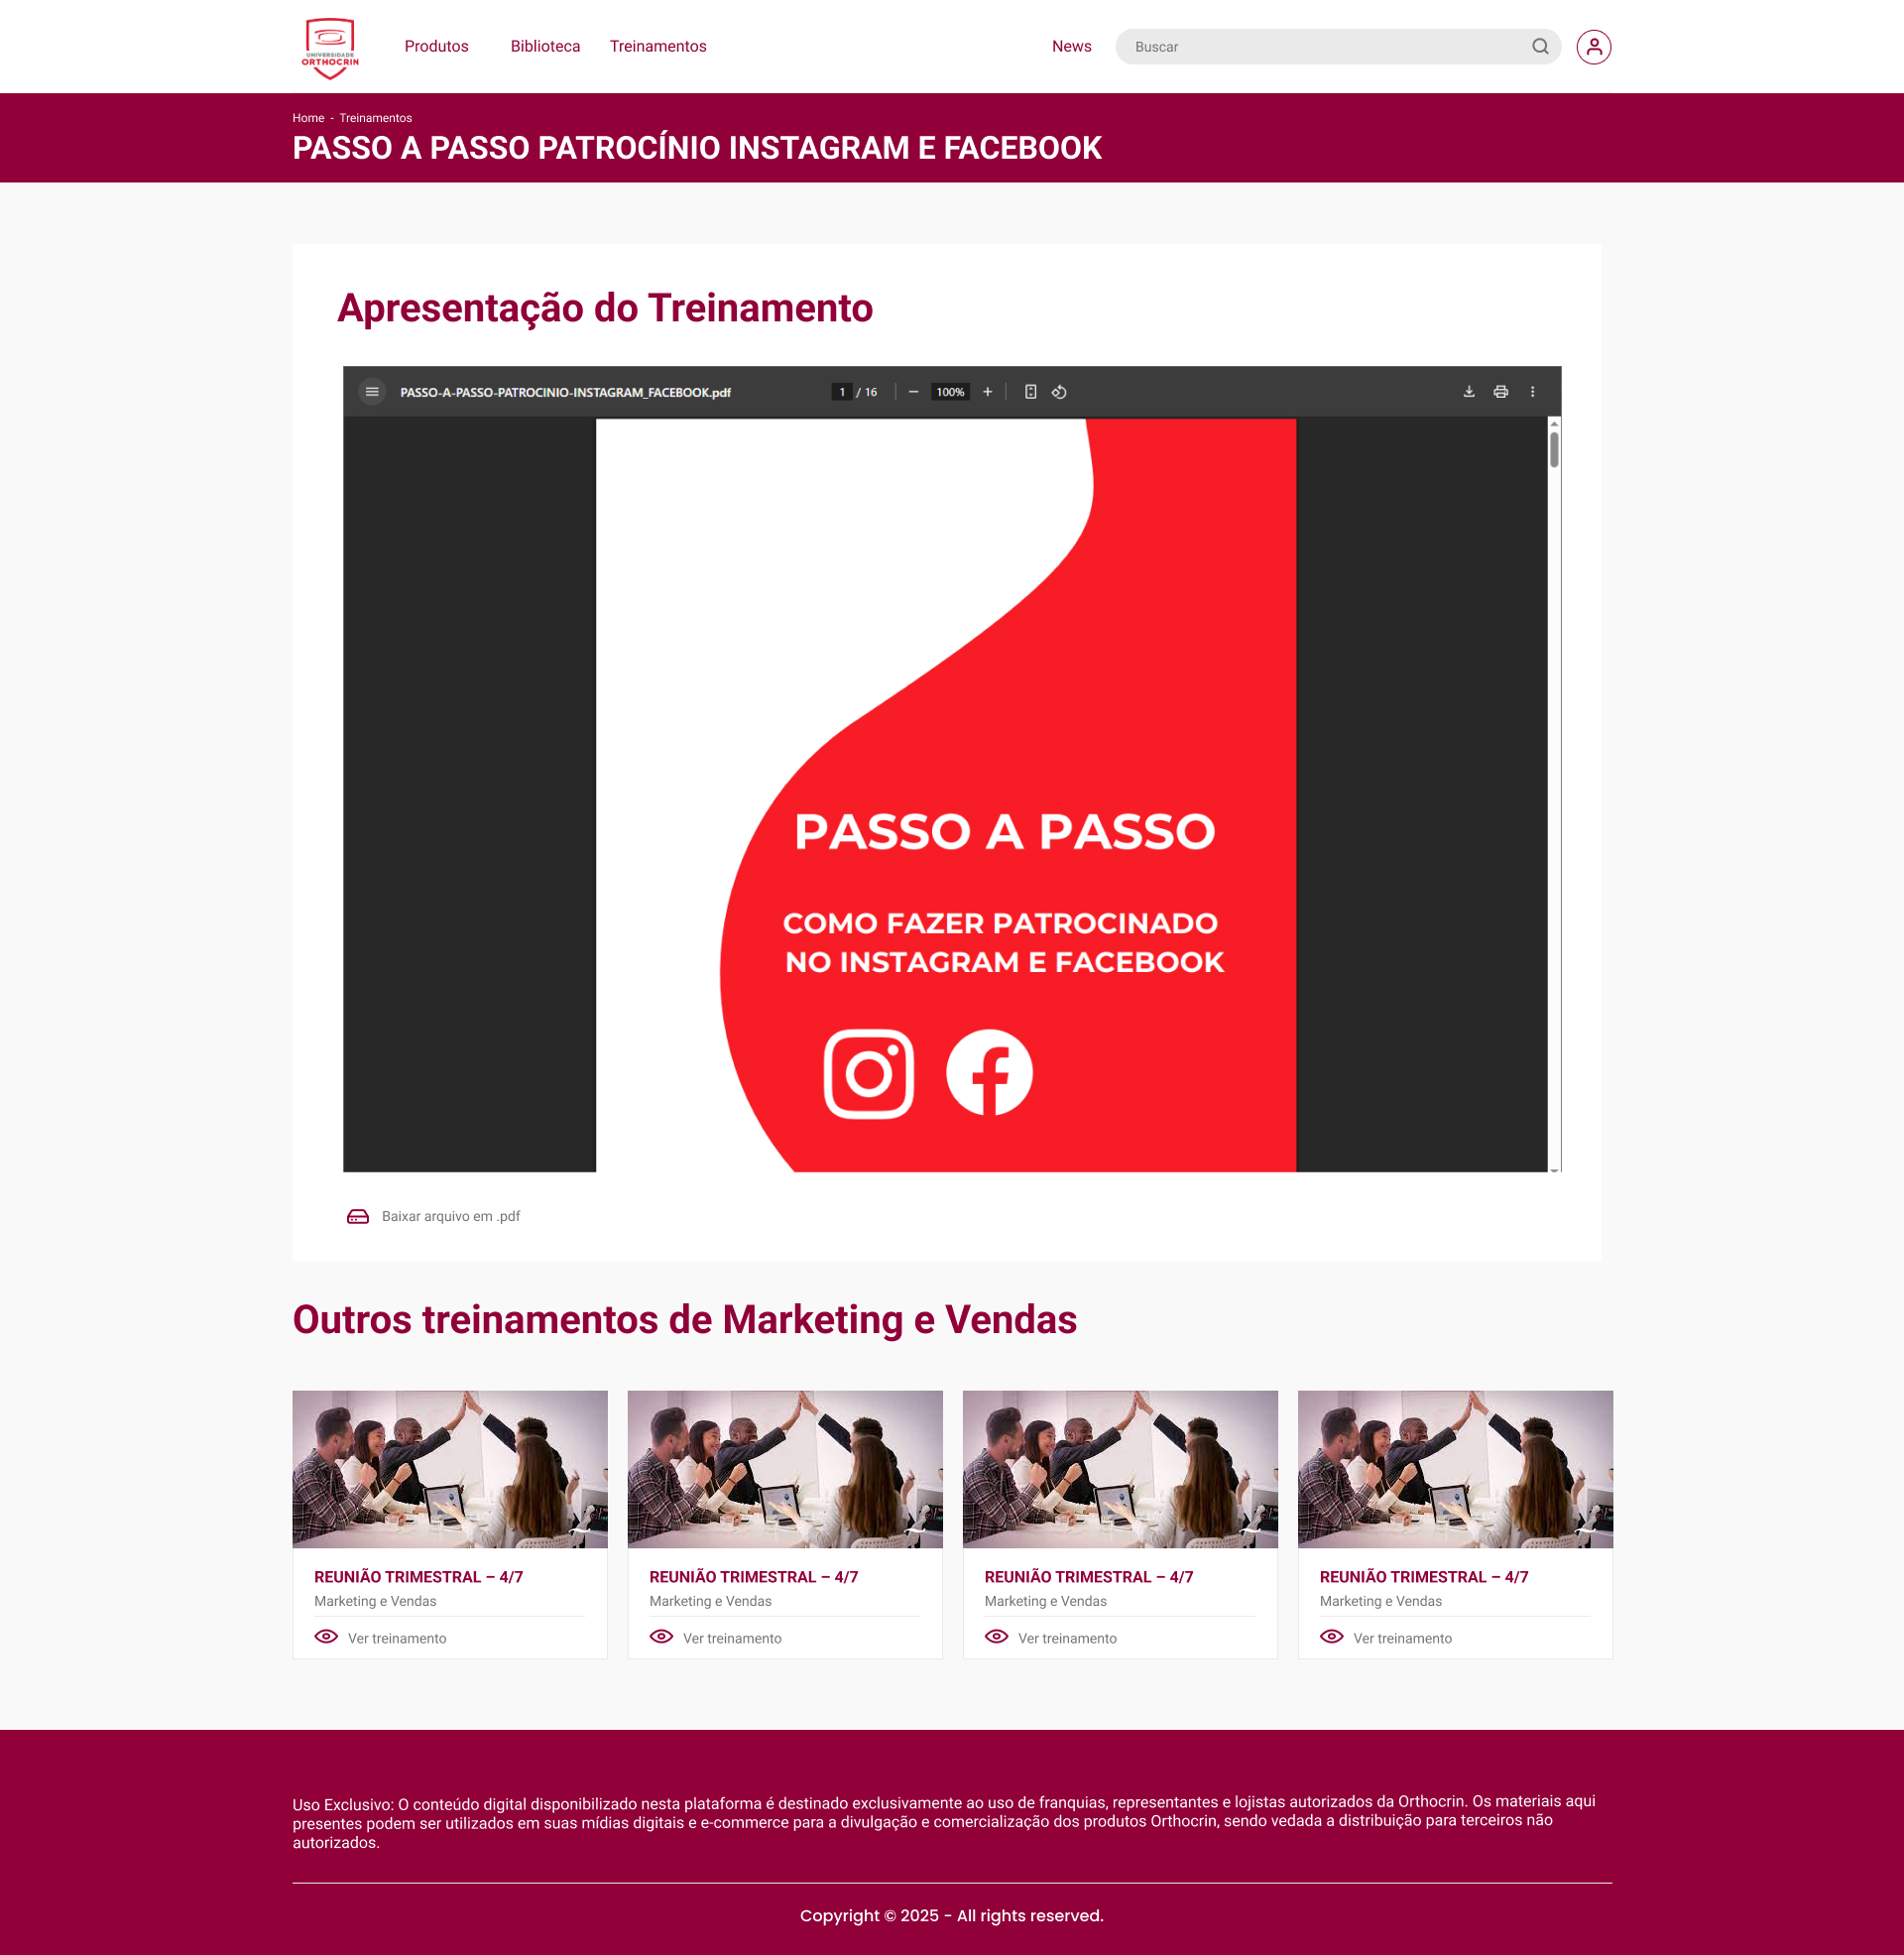 UNIVERSIDADE
ORTHOCRIN
Produtos
Biblioteca
Treinamentos
News
Buscar
Home - Treinamentos
PASSO A PASSO PATROCÍNIO INSTAGRAM E FACEBOOK
Apresentação do Treinamento
PASSO-A-PASSO-PATROCINIO-INSTAGRAM_FACEBOOK.pdf
1 / 16
100%
PASSO A PASSO
COMO FAZER PATROCINADO
NO INSTAGRAM E FACEBOOK
Baixar arquivo em .pdf
Outros treinamentos de Marketing e Vendas
REUNIÃO TRIMESTRAL – 4/7
Marketing e Vendas
Ver treinamento
REUNIÃO TRIMESTRAL – 4/7
Marketing e Vendas
Ver treinamento
REUNIÃO TRIMESTRAL – 4/7
Marketing e Vendas
Ver treinamento
REUNIÃO TRIMESTRAL – 4/7
Marketing e Vendas
Ver treinamento
Uso Exclusivo: O conteúdo digital disponibilizado nesta plataforma é destinado exclusivamente ao uso de franquias, representantes e lojistas autorizados da Orthocrin. Os materiais aqui
presentes podem ser utilizados em suas mídias digitais e e-commerce para a divulgação e comercialização dos produtos Orthocrin, sendo vedada a distribuição para terceiros não
autorizados.
Copyright © 2025 - All rights reserved.